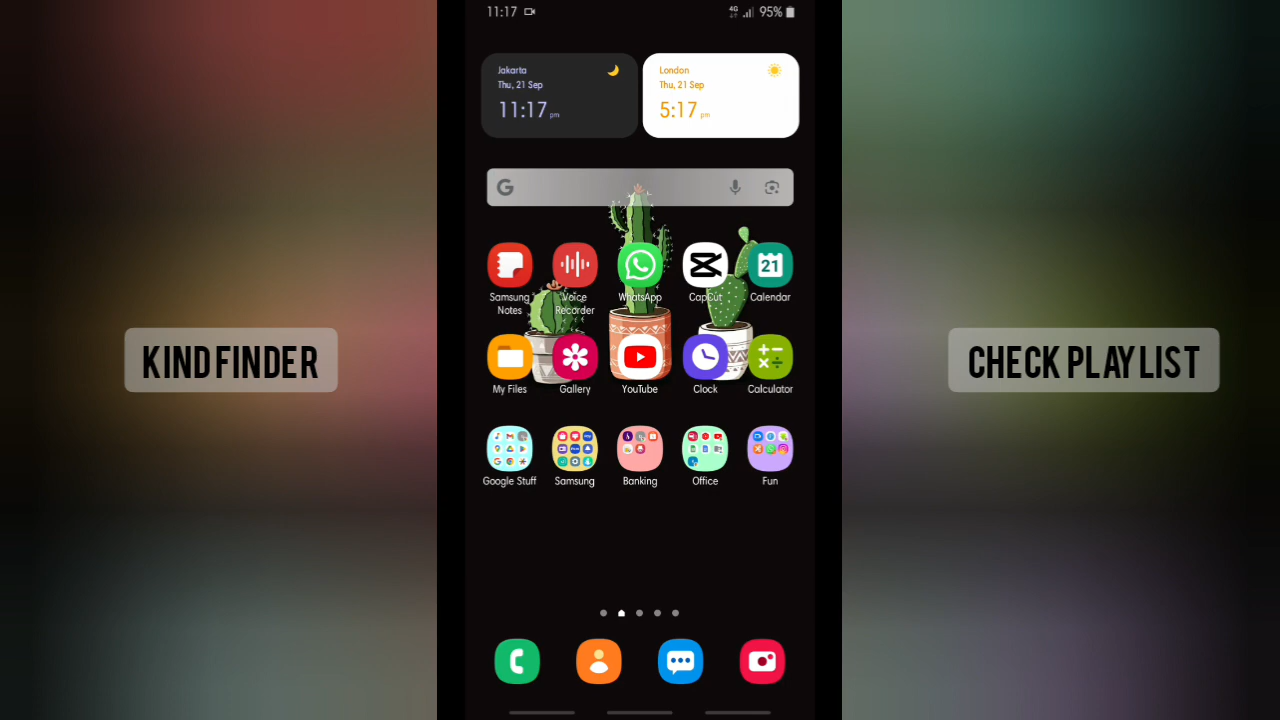 11:17
4G 95%
Jakarta
Thu, 21 Sep
11:17 pm
London
Thu, 21 Sep
5:17 pm
G
21
Samsung Notes
Voice Recorder
WhatsApp
CapCut
Calendar
KIND FINDER
CHECK PLAYLIST
My Files
Gallery
YouTube
Clock
Calculator
Google Stuff
Samsung
Banking
Office
Fun